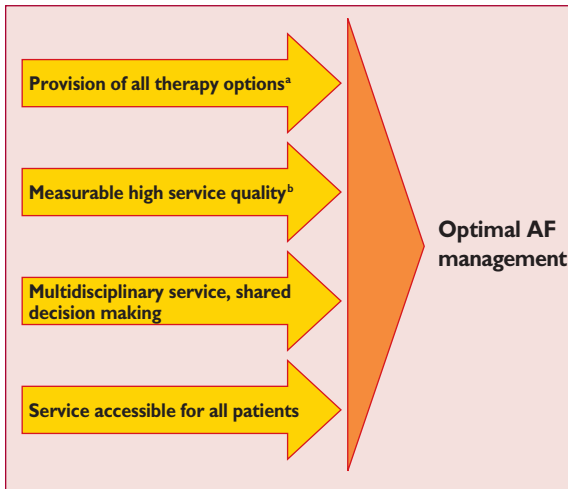 Provision of all therapy optionsᵃ
Measurable high service qualityᵇ
Multidisciplinary service, shared
decision making
Service accessible for all patients
Optimal AF
management